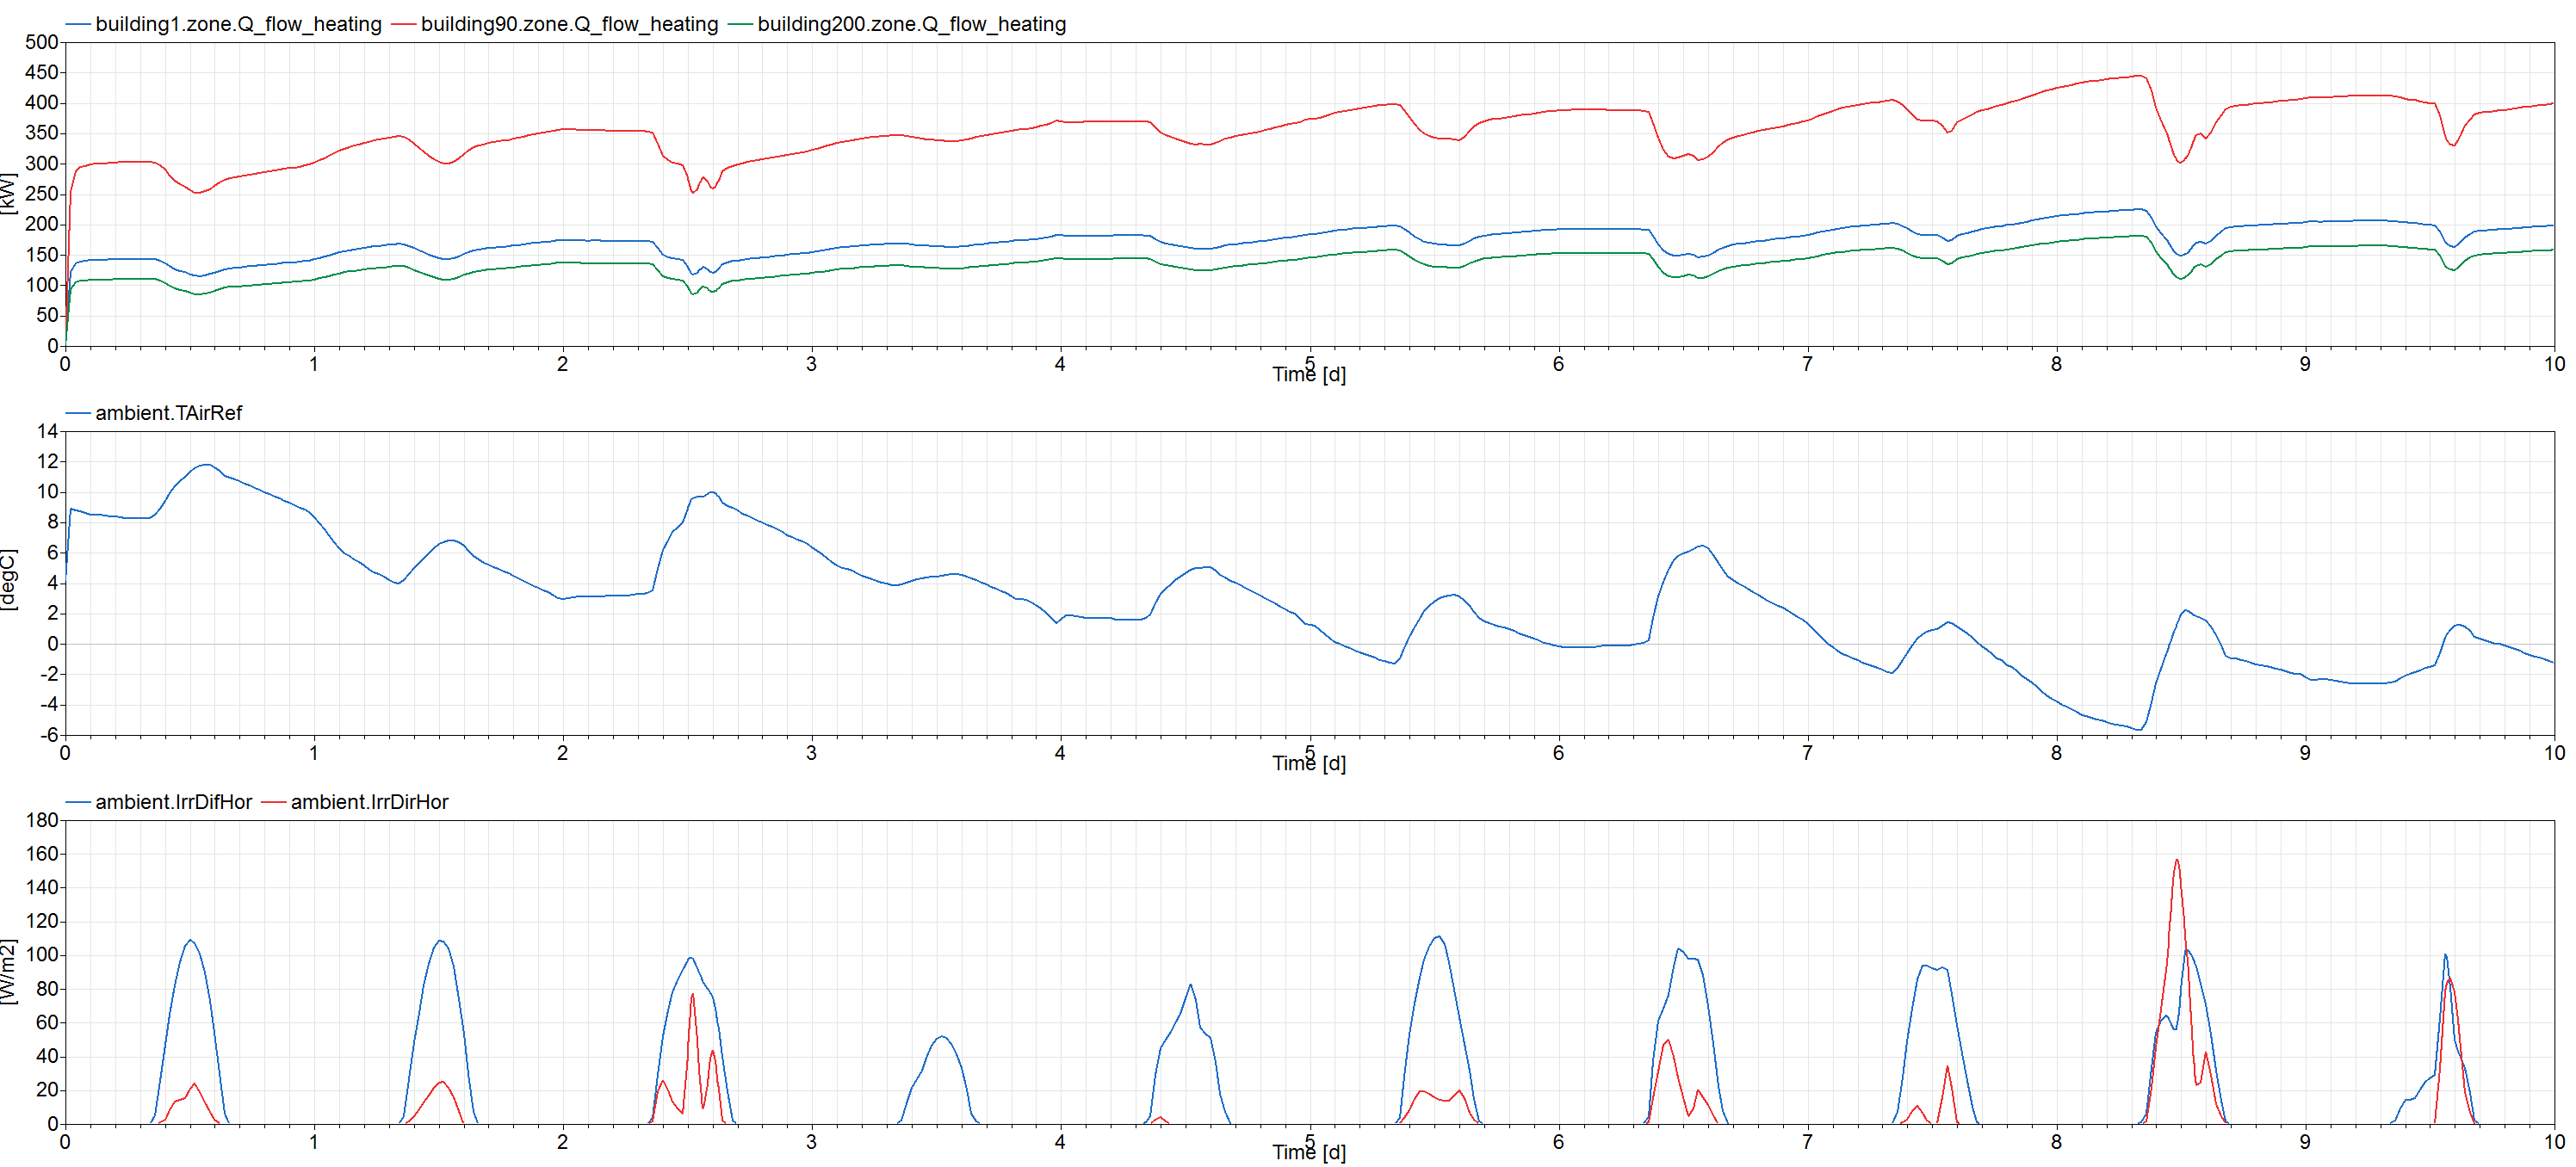 building1.zone.Q_flow_heating building90.zone.Q_flow_heating building200.zone.Q_flow_heating
500
450
400
350
300
250
200
150
100
50
0
[kW]
0 1 2 3 4 5 6 7 8 9 10
Time [d]
ambient.TAirRef
14
12
10
8
6
4
2
0
-2
-4
-6
[degC]
0 1 2 3 4 5 6 7 8 9 10
Time [d]
ambient.IrrDifHor ambient.IrrDirHor
180
160
140
120
100
80
60
40
20
0
[W/m2]
0 1 2 3 4 5 6 7 8 9 10
Time [d]